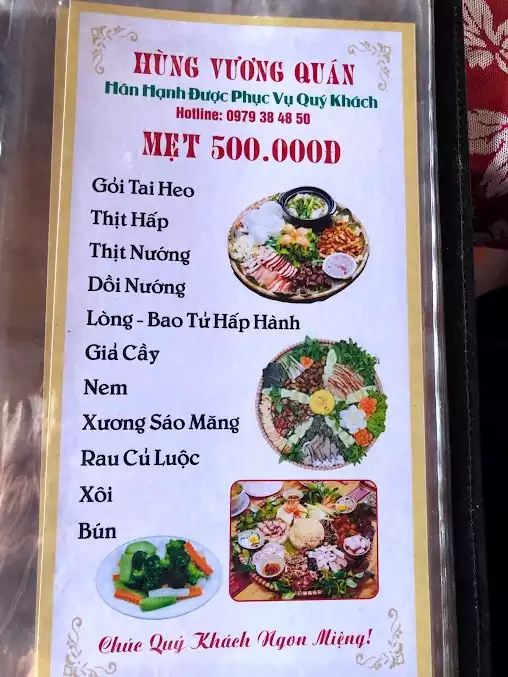 HÙNG VƯƠNG QUÁN
Hân Hạnh Được Phục Vụ Quý Khách
Hotline: 0979 38 48 50
MẸT 500.000Đ
Gỏi Tai Heo
Thịt Hấp
Thịt Nướng
Dồi Nướng
Lòng - Bao Tử Hấp Hành
Giả Cầy
Nem
Xương Sáo Măng
Rau Củ Luộc
Xôi
Bún
Chúc Quý Khách Ngon Miệng!